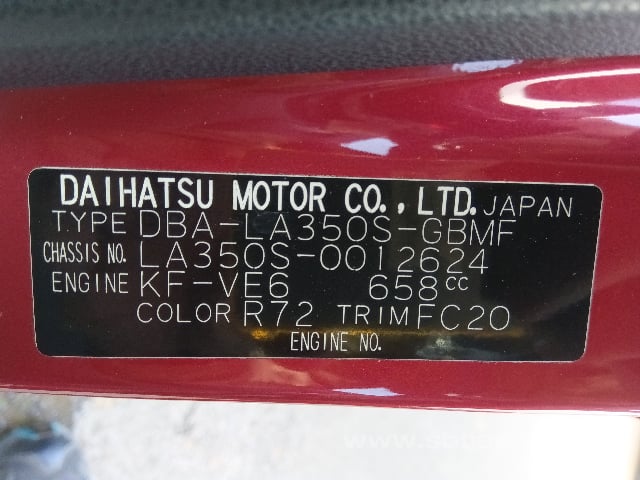 DAIHATSU MOTOR CO., LTD. JAPAN
TYPE DBA-LA350S-GBMF
CHASSIS NO. LA350S-0012624
ENGINE KF-VE6 658cc
COLOR R72 TRIM FC20
ENGINE NO.